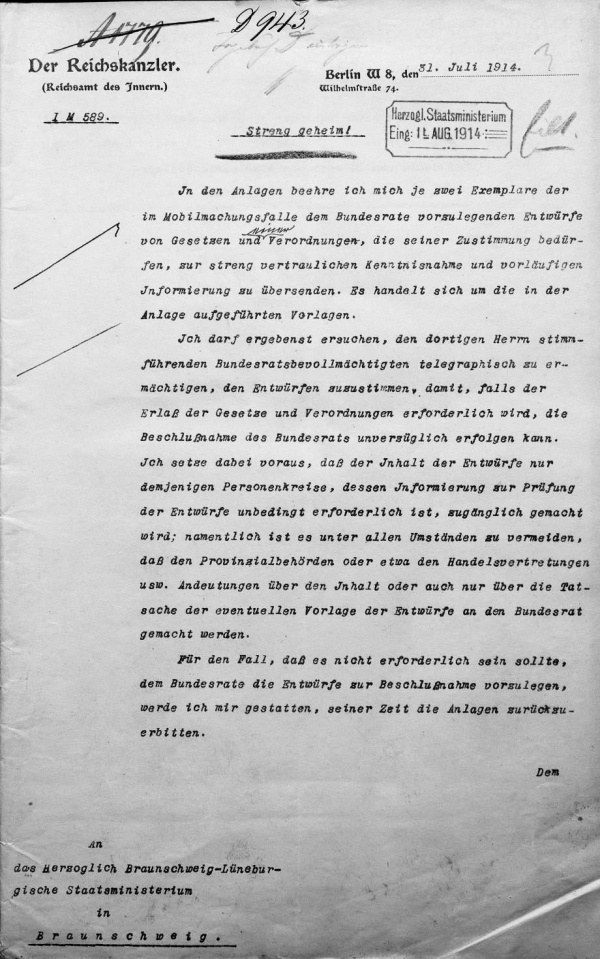 A 1779.
D 943.
Der Reichskanzler.
(Reichsamt des Innern.)
Berlin W 8, den 31. Juli 1914.
Wilhelmstraße 74.
I M 589.
Herzogl. Staatsministerium
Eing: 1 AUG. 1914
Streng geheim!
In den Anlagen beehre ich mich je zwei Exemplare der
im Mobilmachungsfalle dem Bundesrate vorzulegenden Entwürfe
einer
von Gesetzen und Verordnungen, die seiner Zustimmung bedür-
fen, zur streng vertraulichen Kenntnisnahme und vorläufigen
Informierung zu übersenden. Es handelt sich um die in der
Anlage aufgeführten Vorlagen.
Ich darf ergebenst ersuchen, den dortigen Herrn stimm-
führenden Bundesratsbevollmächtigten telegraphisch zu er-
mächtigen, den Entwürfen zuzustimmen, damit, falls der
Erlaß der Gesetze und Verordnungen erforderlich wird, die
Beschlußnahme des Bundesrats unverzüglich erfolgen kann.
Ich setze dabei voraus, daß der Inhalt der Entwürfe nur
demjenigen Personenkreise, dessen Informierung zur Prüfung
der Entwürfe unbedingt erforderlich ist, zugänglich gemacht
wird; namentlich ist es unter allen Umständen zu vermeiden,
daß den Provinzialbehörden oder etwa den Handelsvertretungen
usw. Andeutungen über den Inhalt oder auch nur über die Tat-
sache der eventuellen Vorlage der Entwürfe an den Bundesrat
gemacht werden.
Für den Fall, daß es nicht erforderlich sein sollte,
dem Bundesrate die Entwürfe zur Beschlußnahme vorzulegen,
werde ich mir gestatten, seiner Zeit die Anlagen zurückzu-
erbitten.
Dem
An
das Herzoglich Braunschweig-Lünebur-
gische Staatsministerium
in
Braunschweig.